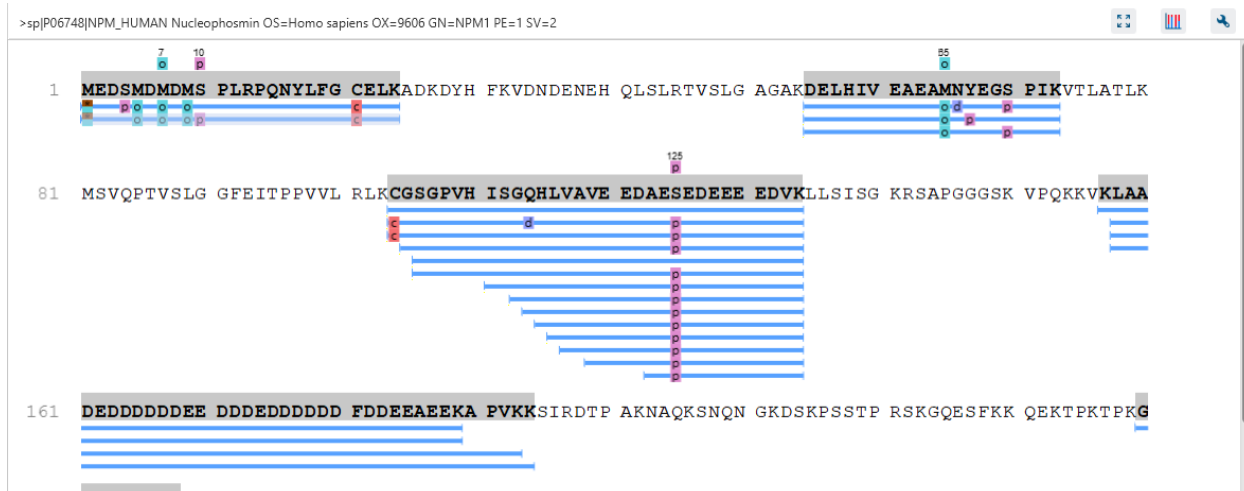 >sp|P06748|NPM_HUMAN Nucleophosmin OS=Homo sapiens OX=9606 GN=NPM1 PE=1 SV=2
7 10 85
o p o
1 MEDSMDMDMS PLRPQNYLFG CELKADKDYH FKVDNDENEH QLSLRTVSLG AGAKDELHIV EAEAMNYEGS PIKVTLATLK
p o o o c o d p
o o o p c o p
o p
125
p
81 MSVQPTVSLG GFEITPPVVL RLKCGSGPVH ISGQHLVAVE EDAESEDEEE EDVKLLSISG KRSAPGGGSK VPQKKVKLAA
c d p
c p
p
p
p
p
p
p
p
p
p
p
161 DEDDDDDDEE DDDEDDDDDD FDDEEAEEKA PVKKSIRDTP AKNAQKSNQN GKDSKPSSTP RSKGQESFKK QEKTPKTPKG